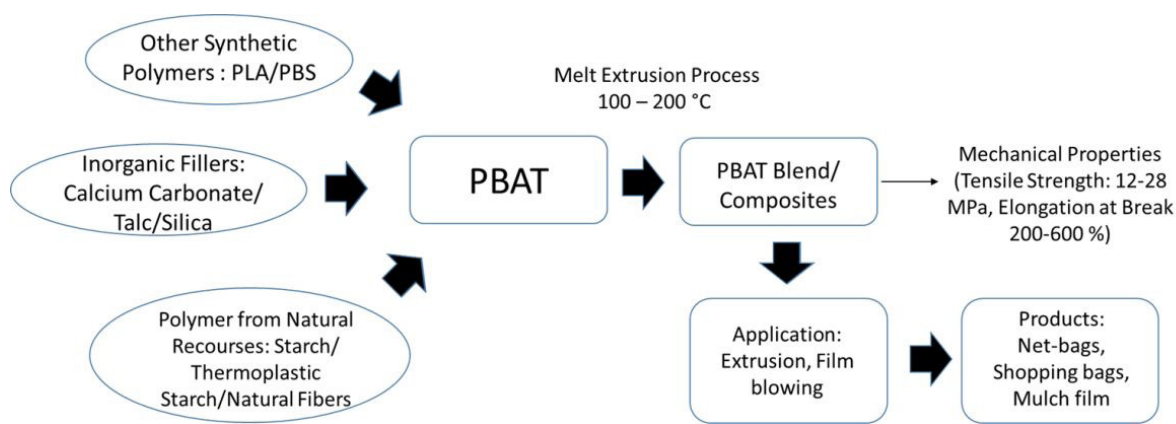 Other Synthetic
Polymers : PLA/PBS
Melt Extrusion Process
100 – 200 °C
Inorganic Fillers:
Calcium Carbonate/
Talc/Silica
PBAT
PBAT Blend/
Composites
Mechanical Properties
(Tensile Strength: 12-28
MPa, Elongation at Break
200-600 %)
Polymer from Natural
Recourses: Starch/
Thermoplastic
Starch/Natural Fibers
Application:
Extrusion, Film
blowing
Products:
Net-bags,
Shopping bags,
Mulch film